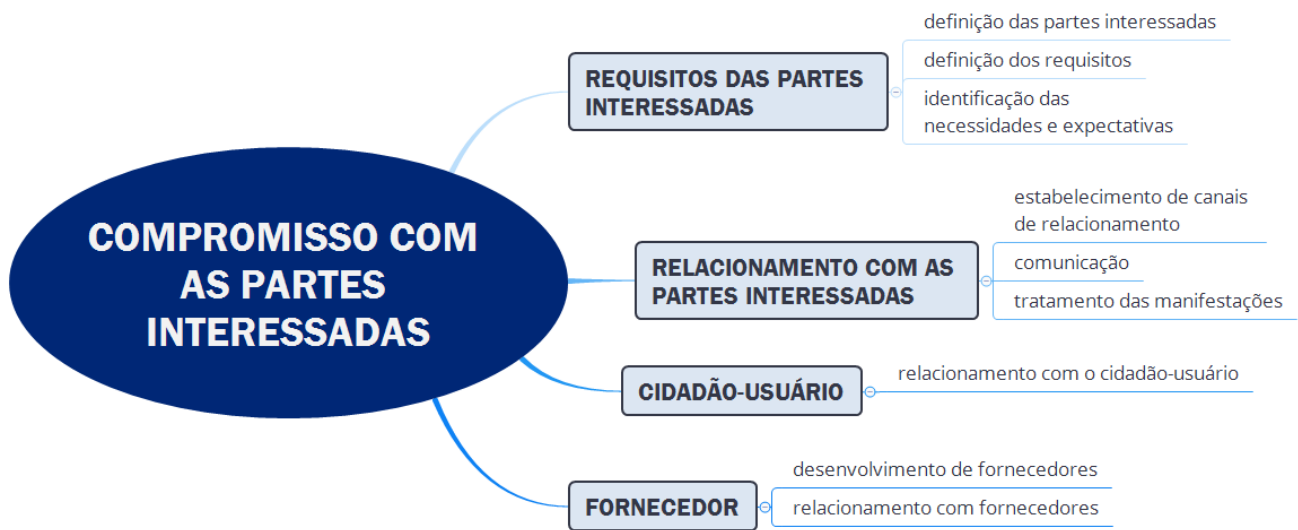 definição das partes interessadas
REQUISITOS DAS PARTES
INTERESSADAS
definição dos requisitos
identificação das
necessidades e expectativas
COMPROMISSO COM
AS PARTES
INTERESSADAS
RELACIONAMENTO COM AS
PARTES INTERESSADAS
estabelecimento de canais
de relacionamento
comunicação
tratamento das manifestações
CIDADÃO-USUÁRIO
relacionamento com o cidadão-usuário
FORNECEDOR
desenvolvimento de fornecedores
relacionamento com fornecedores